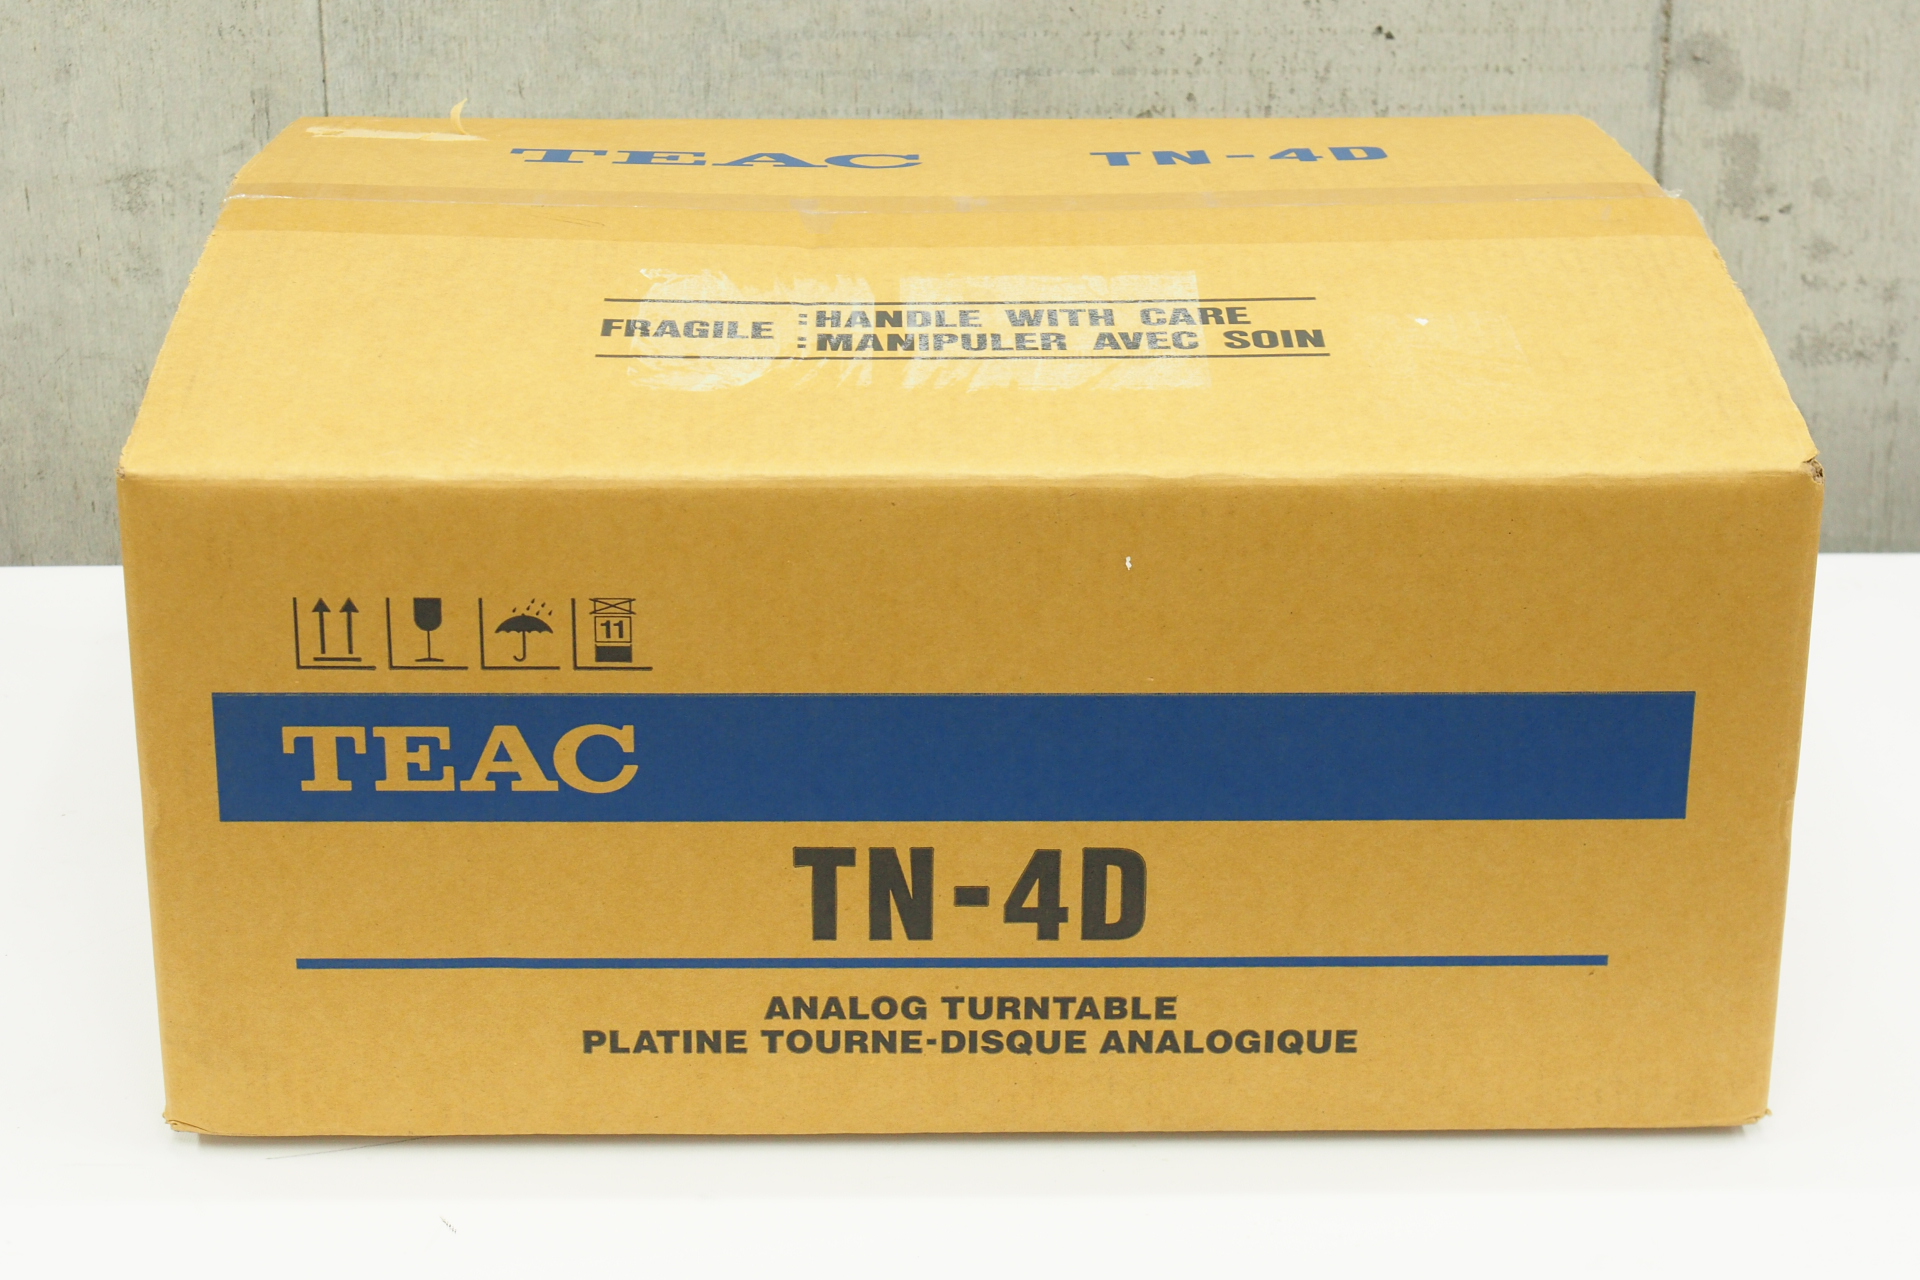 TEAC TN-4D
FRAGILE :HANDLE WITH CARE
:MANIPULER AVEC SOIN
11
TEAC
TN-4D
ANALOG TURNTABLE
PLATINE TOURNE-DISQUE ANALOGIQUE